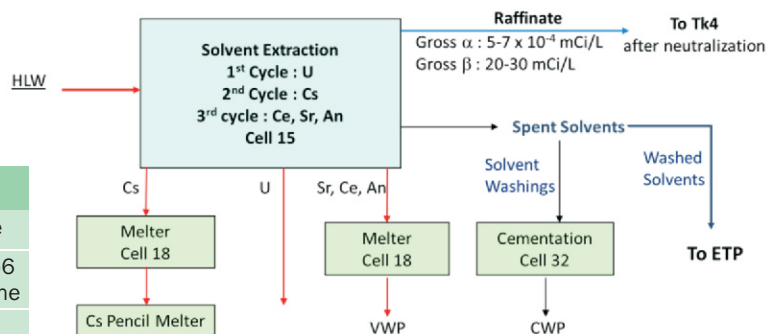 Raffinate
Gross α : 5-7 x 10⁻⁴ mCi/L
Gross β : 20-30 mCi/L
To Tk4
after neutralization
Solvent Extraction
1st Cycle : U
2nd Cycle : Cs
3rd cycle : Ce, Sr, An
Cell 15
HLW
Spent Solvents
Solvent
Washings
Washed
Solvents
Cs
U
Sr, Ce, An
Melter
Cell 18
Melter
Cell 18
Cementation
Cell 32
To ETP
Cs Pencil Melter
VWP
CWP